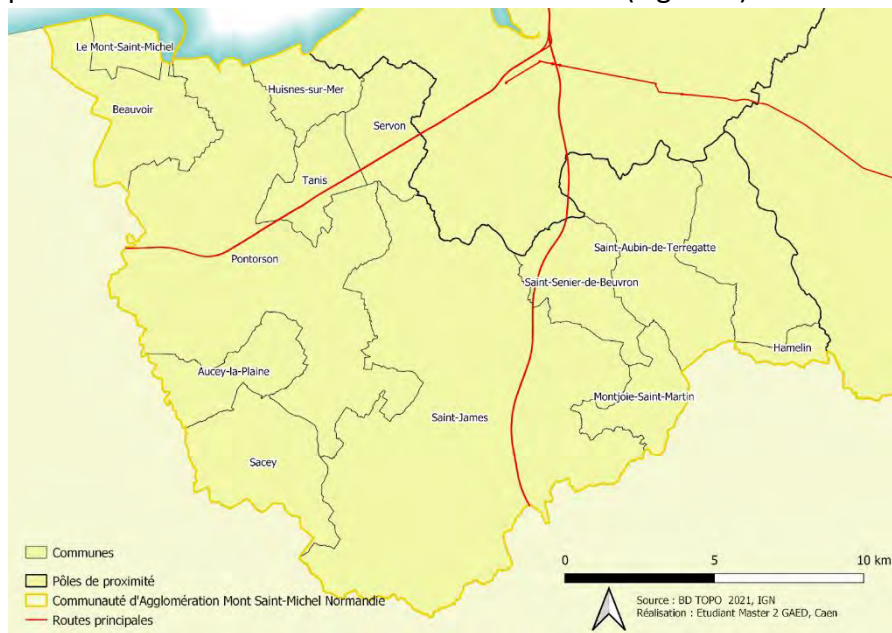 Le Mont-Saint-Michel
Huisnes-sur-Mer
Beauvoir
Servon
Tanis
Saint-Aubin-de-Terregatte
Pontorson
Saint-Senier-de-Beuvron
Hamelin
Aucey-la-Plaine
Montjoie-Saint-Martin
Saint-James
Sacey
Communes
Pôles de proximité
Communauté d'Agglomération Mont Saint-Michel Normandie
Routes principales
0 5 10 km
Source : BD TOPO 2021, IGN
Réalisation : Etudiant Master 2 GAED, Caen